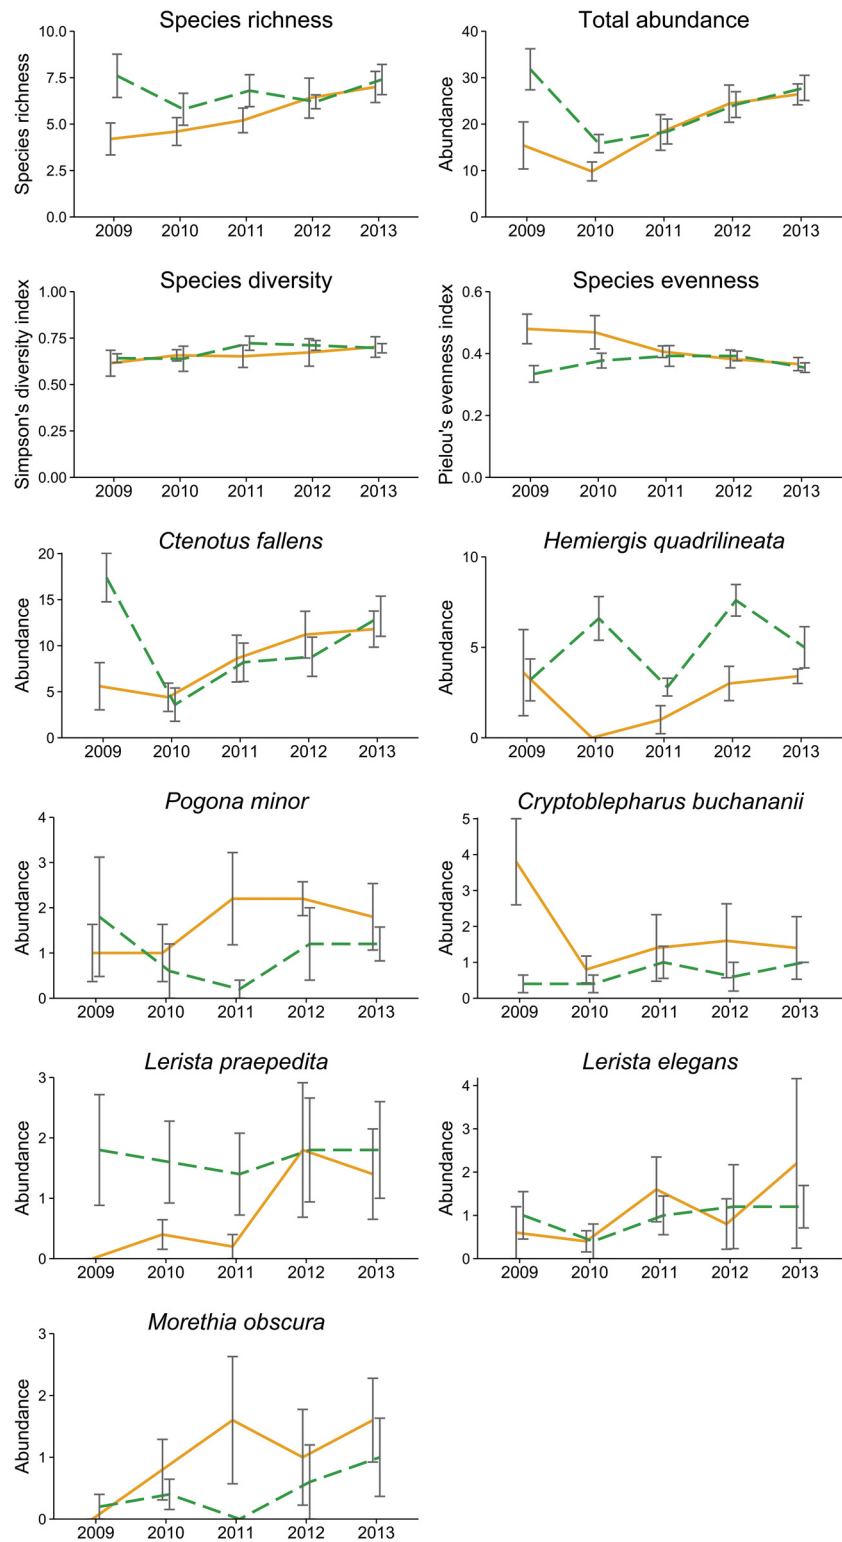 Species richness
Species richness
10.0
7.5
5.0
2.5
0.0
2009 2010 2011 2012 2013
Total abundance
Abundance
40
30
20
10
0
2009 2010 2011 2012 2013
Species diversity
Simpson's diversity index
1.00
0.75
0.50
0.25
0.00
2009 2010 2011 2012 2013
Species evenness
Pielou's evenness index
0.6
0.4
0.2
0.0
2009 2010 2011 2012 2013
Ctenotus fallens
Abundance
20
15
10
5
0
2009 2010 2011 2012 2013
Hemiergis quadrilineata
Abundance
10
5
0
2009 2010 2011 2012 2013
Pogona minor
Abundance
4
3
2
1
0
2009 2010 2011 2012 2013
Cryptoblepharus buchananii
Abundance
5
4
3
2
1
0
2009 2010 2011 2012 2013
Lerista praepedita
Abundance
3
2
1
0
2009 2010 2011 2012 2013
Lerista elegans
Abundance
4
3
2
1
0
2009 2010 2011 2012 2013
Morethia obscura
Abundance
3
2
1
0
2009 2010 2011 2012 2013